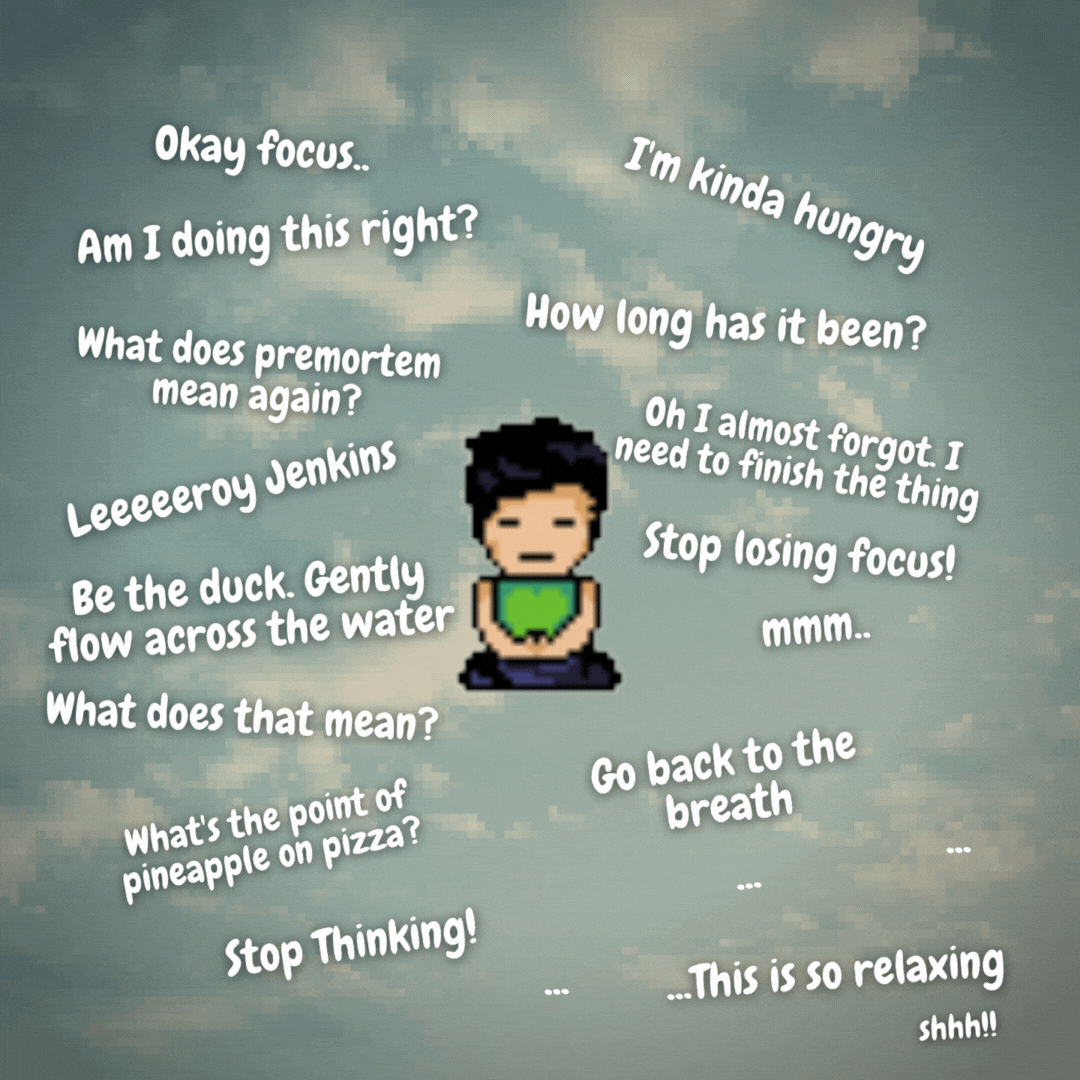 Okay focus..
Am I doing this right?
What does premortem
mean again?
Leeeeeroy Jenkins
Be the duck. Gently
flow across the water
What does that mean?
What's the point of
pineapple on pizza?
Stop Thinking!
...
I'm kinda hungry
How long has it been?
Oh I almost forgot. I
need to finish the thing
Stop losing focus!
mmm..
Go back to the
breath
...
...
...This is so relaxing
shhh!!